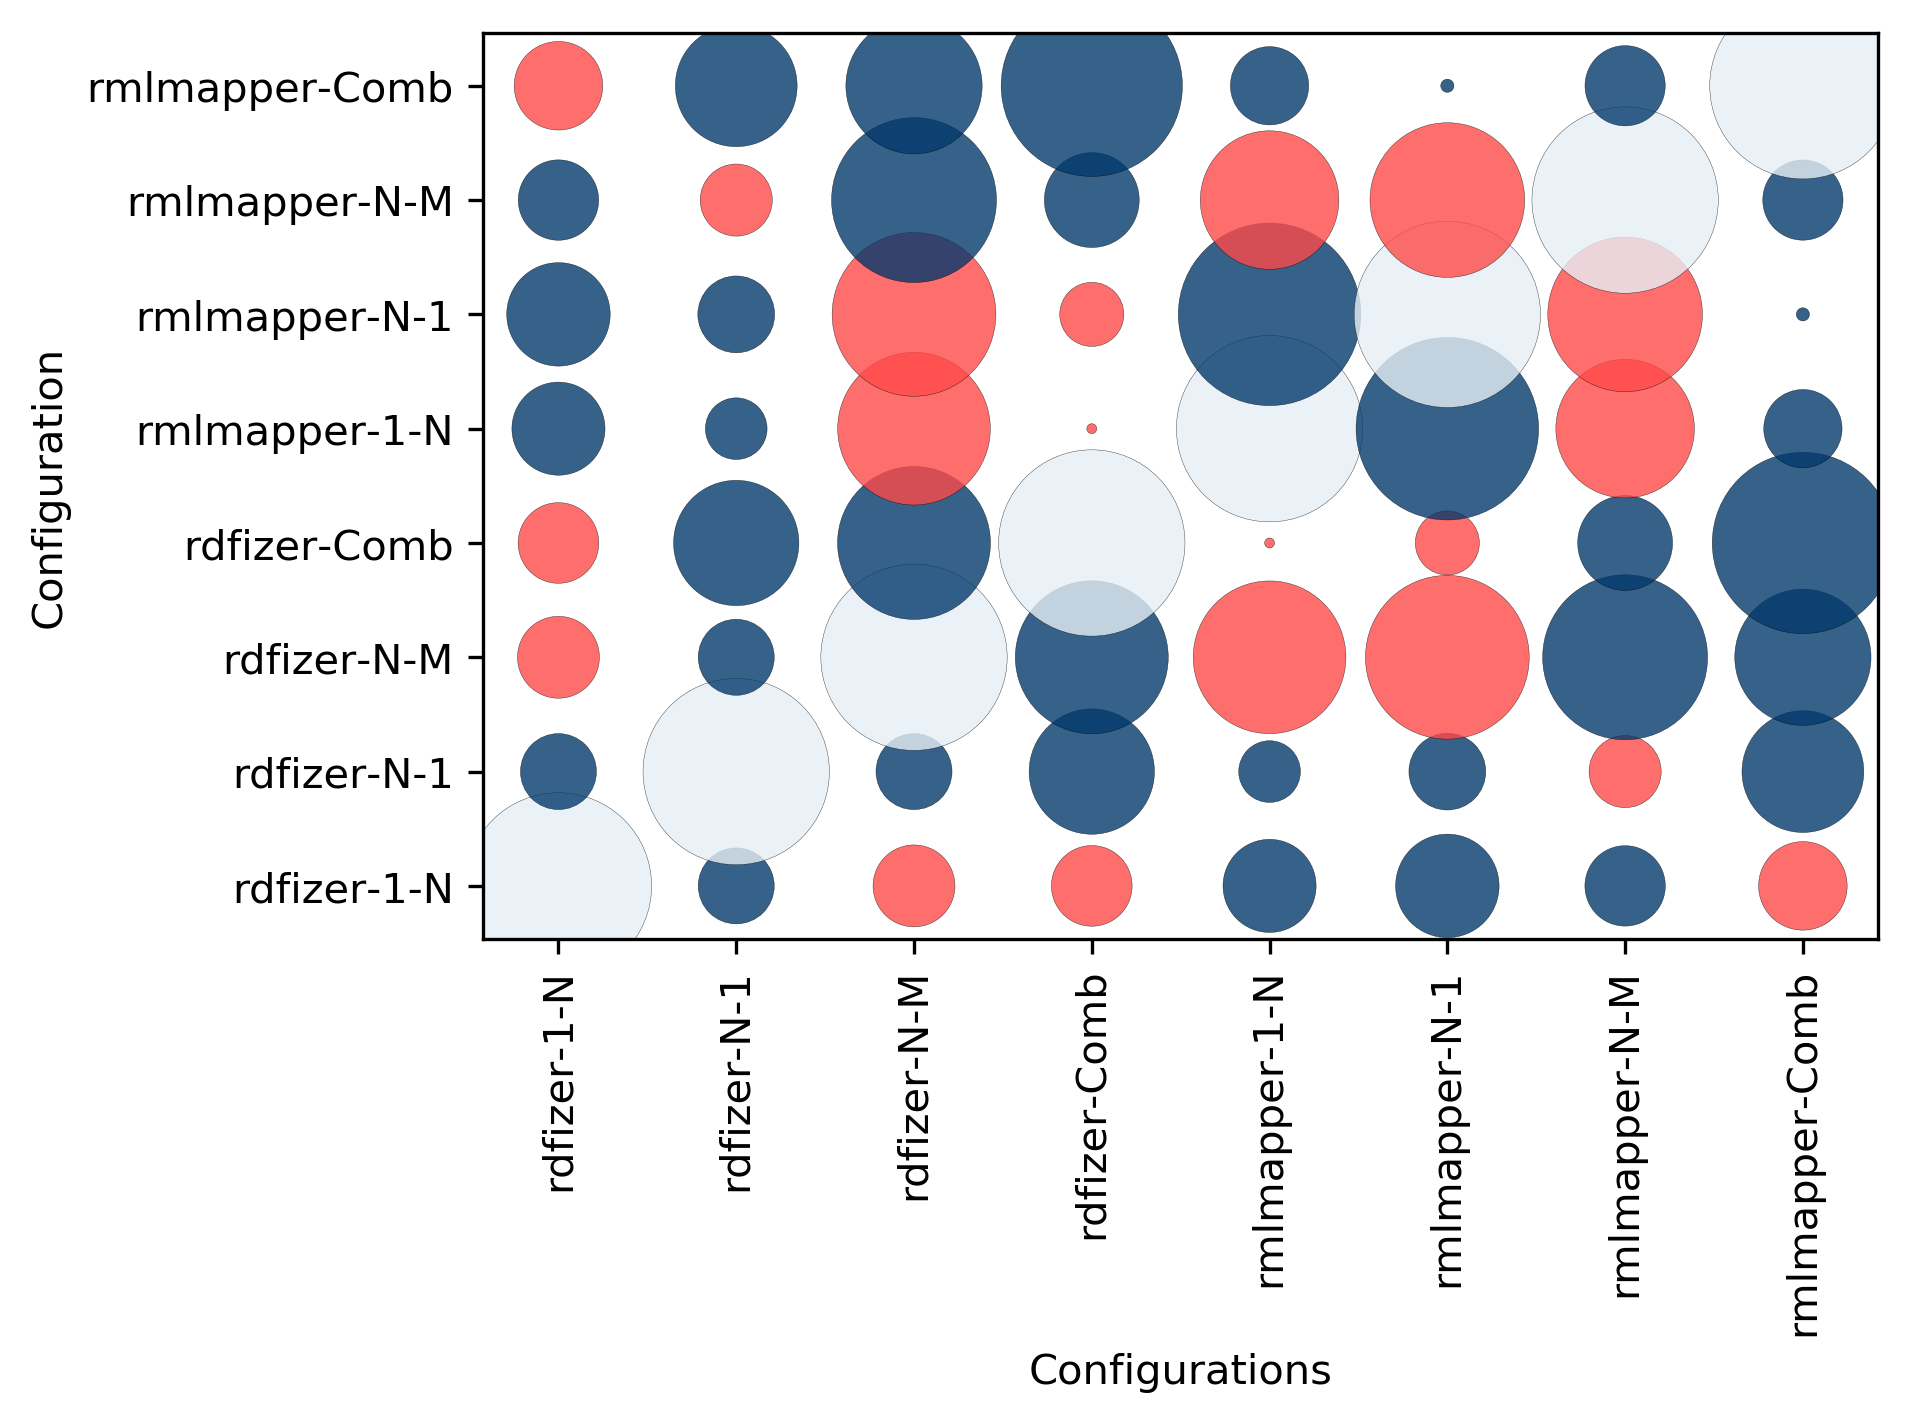 rmlmapper-Comb
rmlmapper-N-M
rmlmapper-N-1
rmlmapper-1-N
rdfizer-Comb
rdfizer-N-M
rdfizer-N-1
rdfizer-1-N
Configuration
rdfizer-1-N
rdfizer-N-1
rdfizer-N-M
rdfizer-Comb
rmlmapper-1-N
rmlmapper-N-1
rmlmapper-N-M
rmlmapper-Comb
Configurations